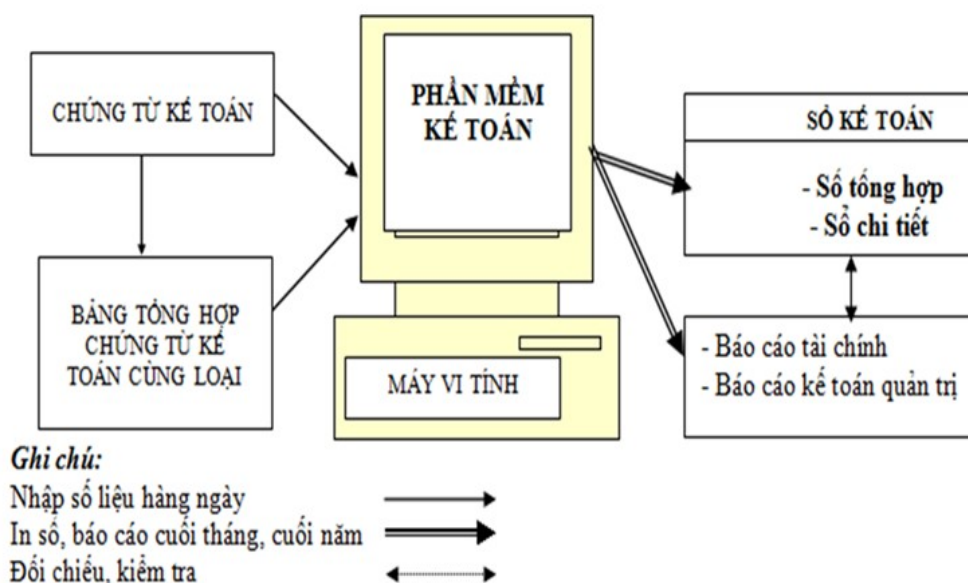 CHỨNG TỪ KẾ TOÁN
BẢNG TỔNG HỢP
CHỨNG TỪ KẾ
TOÁN CÙNG LOẠI
PHẦN MỀM
KẾ TOÁN
MÁY VI TÍNH
SỔ KẾ TOÁN
- Sổ tổng hợp
- Sổ chi tiết
- Báo cáo tài chính
- Báo cáo kế toán quản trị
Ghi chú:
Nhập số liệu hàng ngày
In sổ, báo cáo cuối tháng, cuối năm
Đối chiếu, kiểm tra